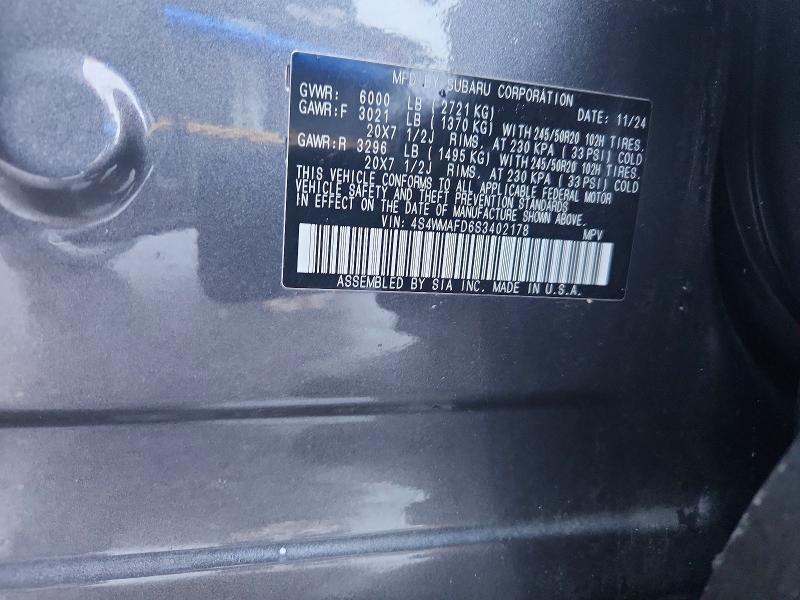 MFD BY SUBARU CORPORATION
GVWR: 6000 LB (2721 KG) DATE: 11/24
GAWR:F 3021 LB (1370 KG) WITH 245/50R20 102H TIRES.
20X7 1/2J RIMS, AT 230 KPA (33 PSI) COLD
GAWR:R 3296 LB (1495 KG) WITH 245/50R20 102H TIRES.
20X7 1/2J RIMS, AT 230 KPA (33 PSI) COLD
THIS VEHICLE CONFORMS TO ALL APPLICABLE FEDERAL MOTOR
VEHICLE SAFETY AND THEFT PREVENTION STANDARDS
IN EFFECT ON THE DATE OF MANUFACTURE SHOWN ABOVE.
VIN: 4S4WMAFD6S3402178 MPV
ASSEMBLED BY SIA INC. MADE IN U.S.A.